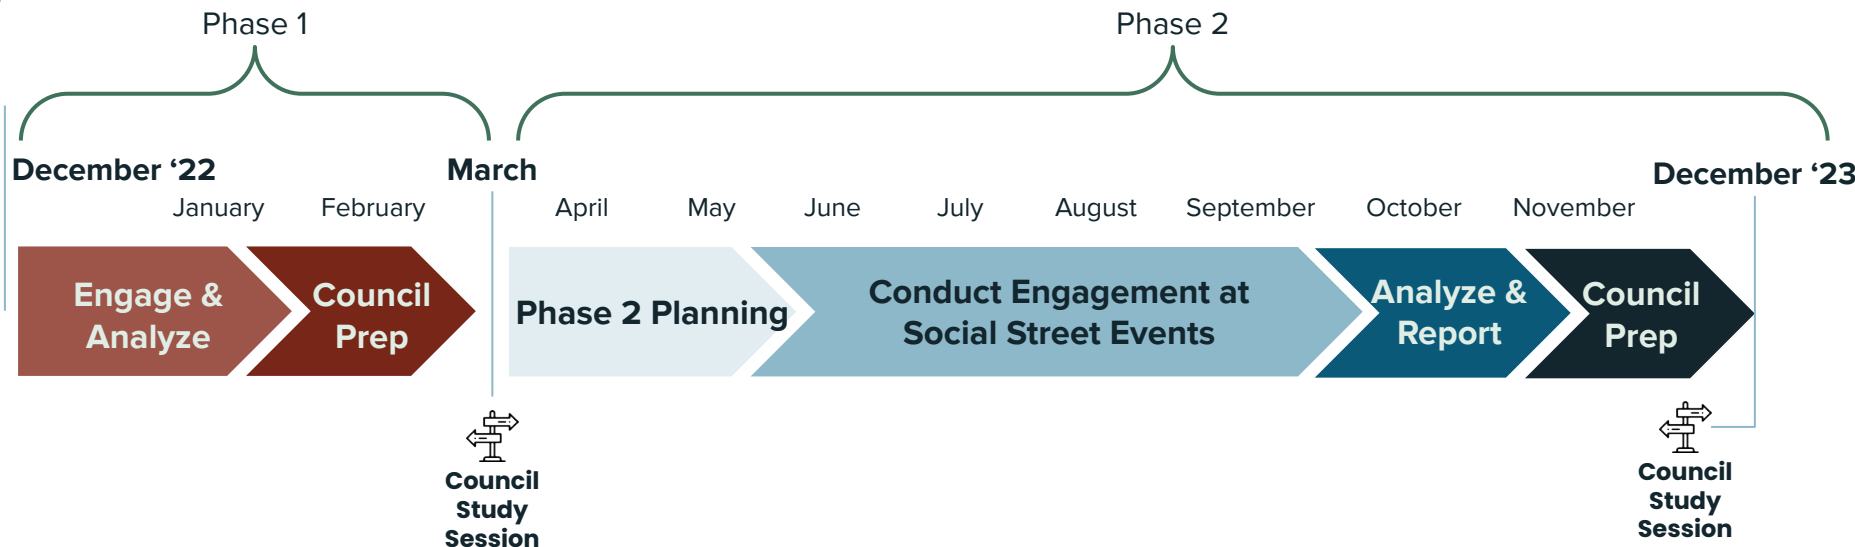 Phase 1
Phase 2
December ‘22
March
December ‘23
January
February
April
May
June
July
August
September
October
November
Engage &
Analyze
Council
Prep
Phase 2 Planning
Conduct Engagement at
Social Street Events
Analyze &
Report
Council
Prep
Council
Study
Session
Council
Study
Session